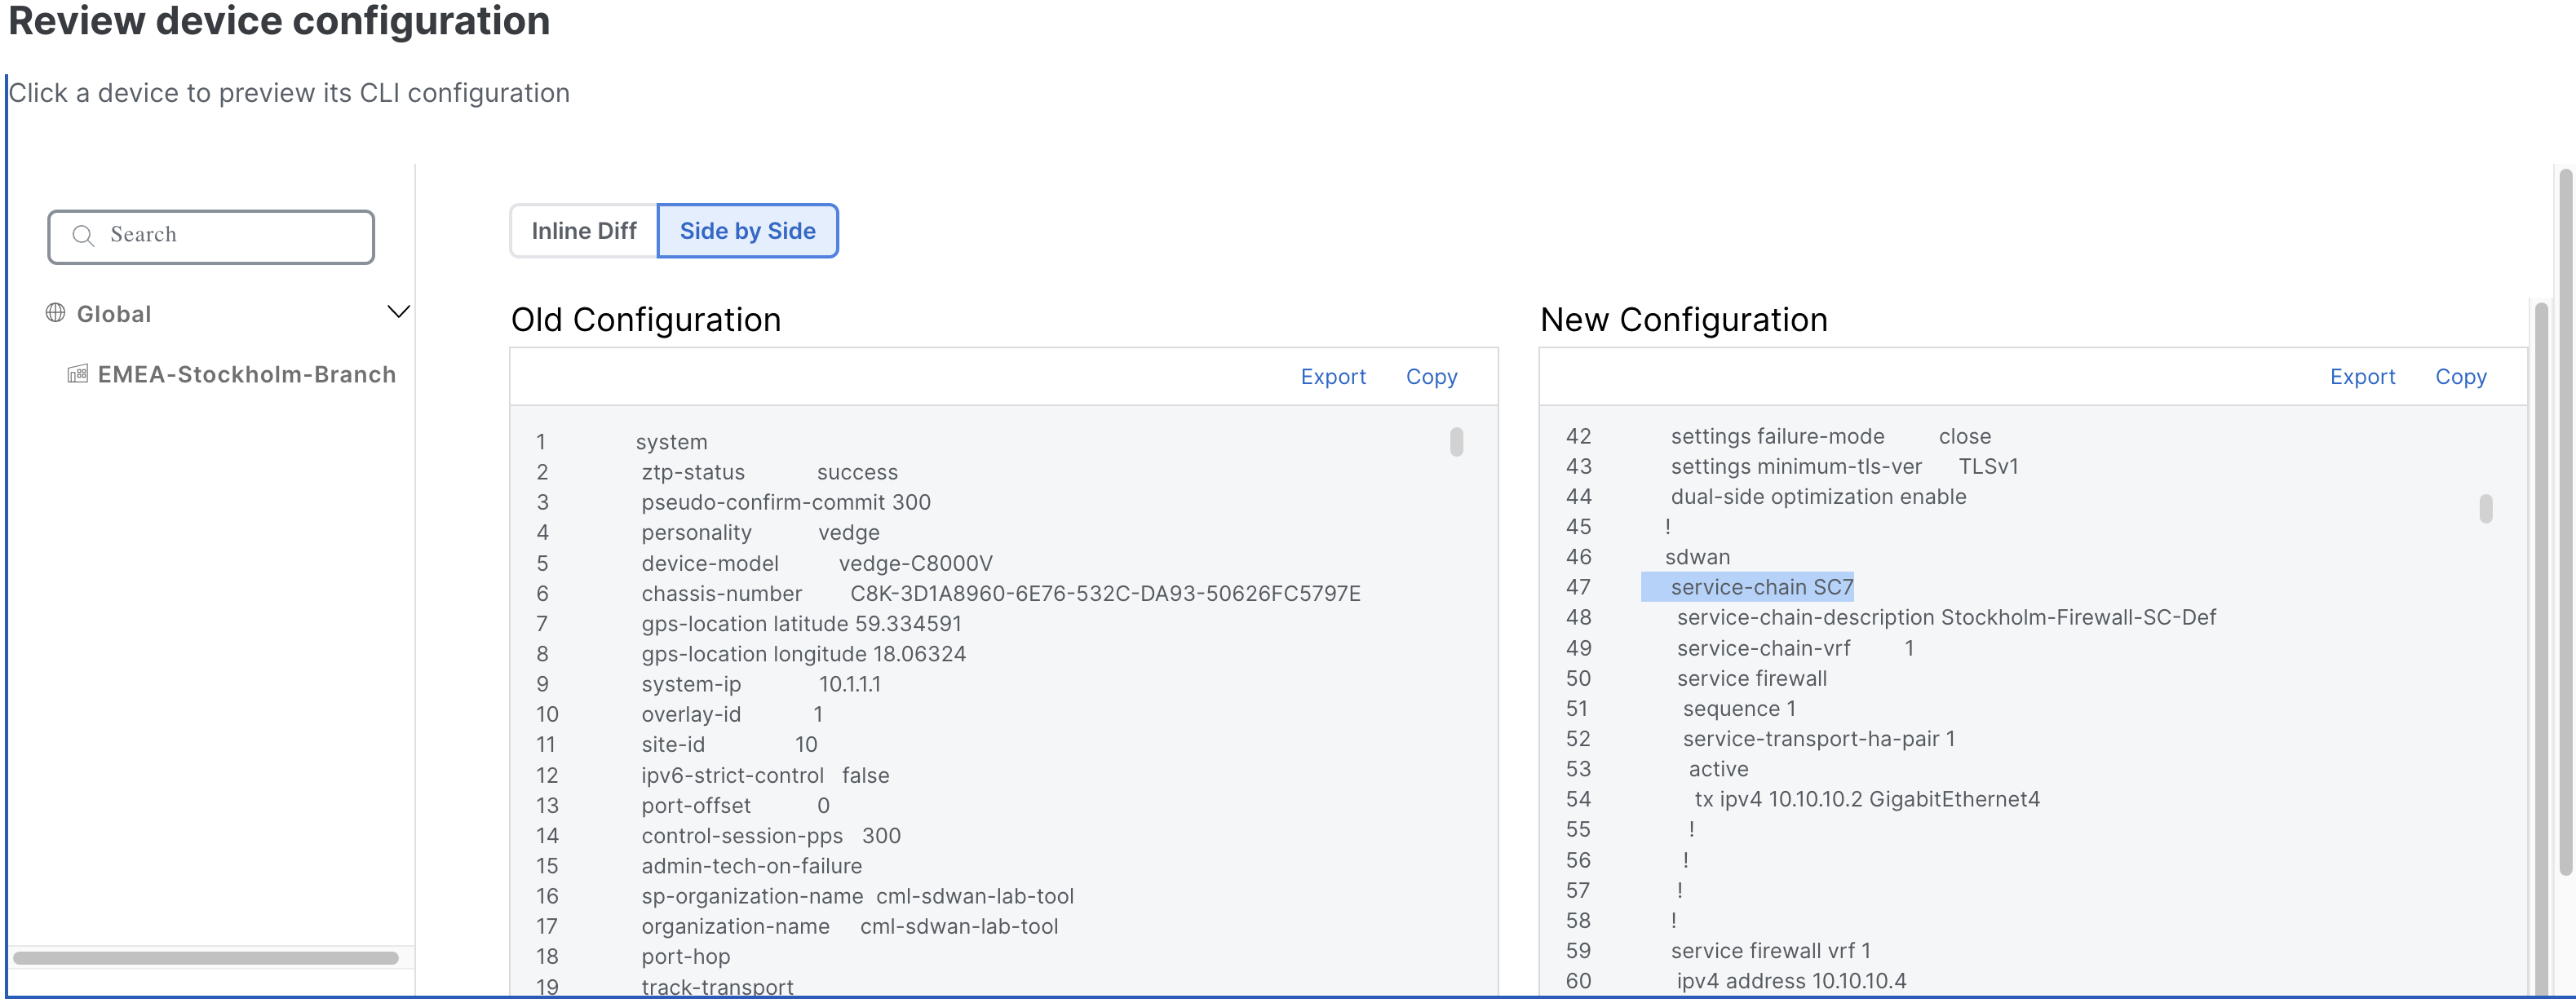 Review device configuration
Click a device to preview its CLI configuration
Search
Global
EMEA-Stockholm-Branch
Inline Diff
Side by Side
Old Configuration
Export Copy
1 system
2 ztp-status success
3 pseudo-confirm-commit 300
4 personality vedge
5 device-model vedge-C8000V
6 chassis-number C8K-3D1A8960-6E76-532C-DA93-50626FC5797E
7 gps-location latitude 59.334591
8 gps-location longitude 18.06324
9 system-ip 10.1.1.1
10 overlay-id 1
11 site-id 10
12 ipv6-strict-control false
13 port-offset 0
14 control-session-pps 300
15 admin-tech-on-failure
16 sp-organization-name cml-sdwan-lab-tool
17 organization-name cml-sdwan-lab-tool
18 port-hop
19 track-transport
New Configuration
Export Copy
42 settings failure-mode close
43 settings minimum-tls-ver TLSv1
44 dual-side optimization enable
45 !
46 sdwan
47 service-chain SC7
48 service-chain-description Stockholm-Firewall-SC-Def
49 service-chain-vrf 1
50 service firewall
51 sequence 1
52 service-transport-ha-pair 1
53 active
54 tx ipv4 10.10.10.2 GigabitEthernet4
55 !
56 !
57 !
58 !
59 service firewall vrf 1
60 ipv4 address 10.10.10.4